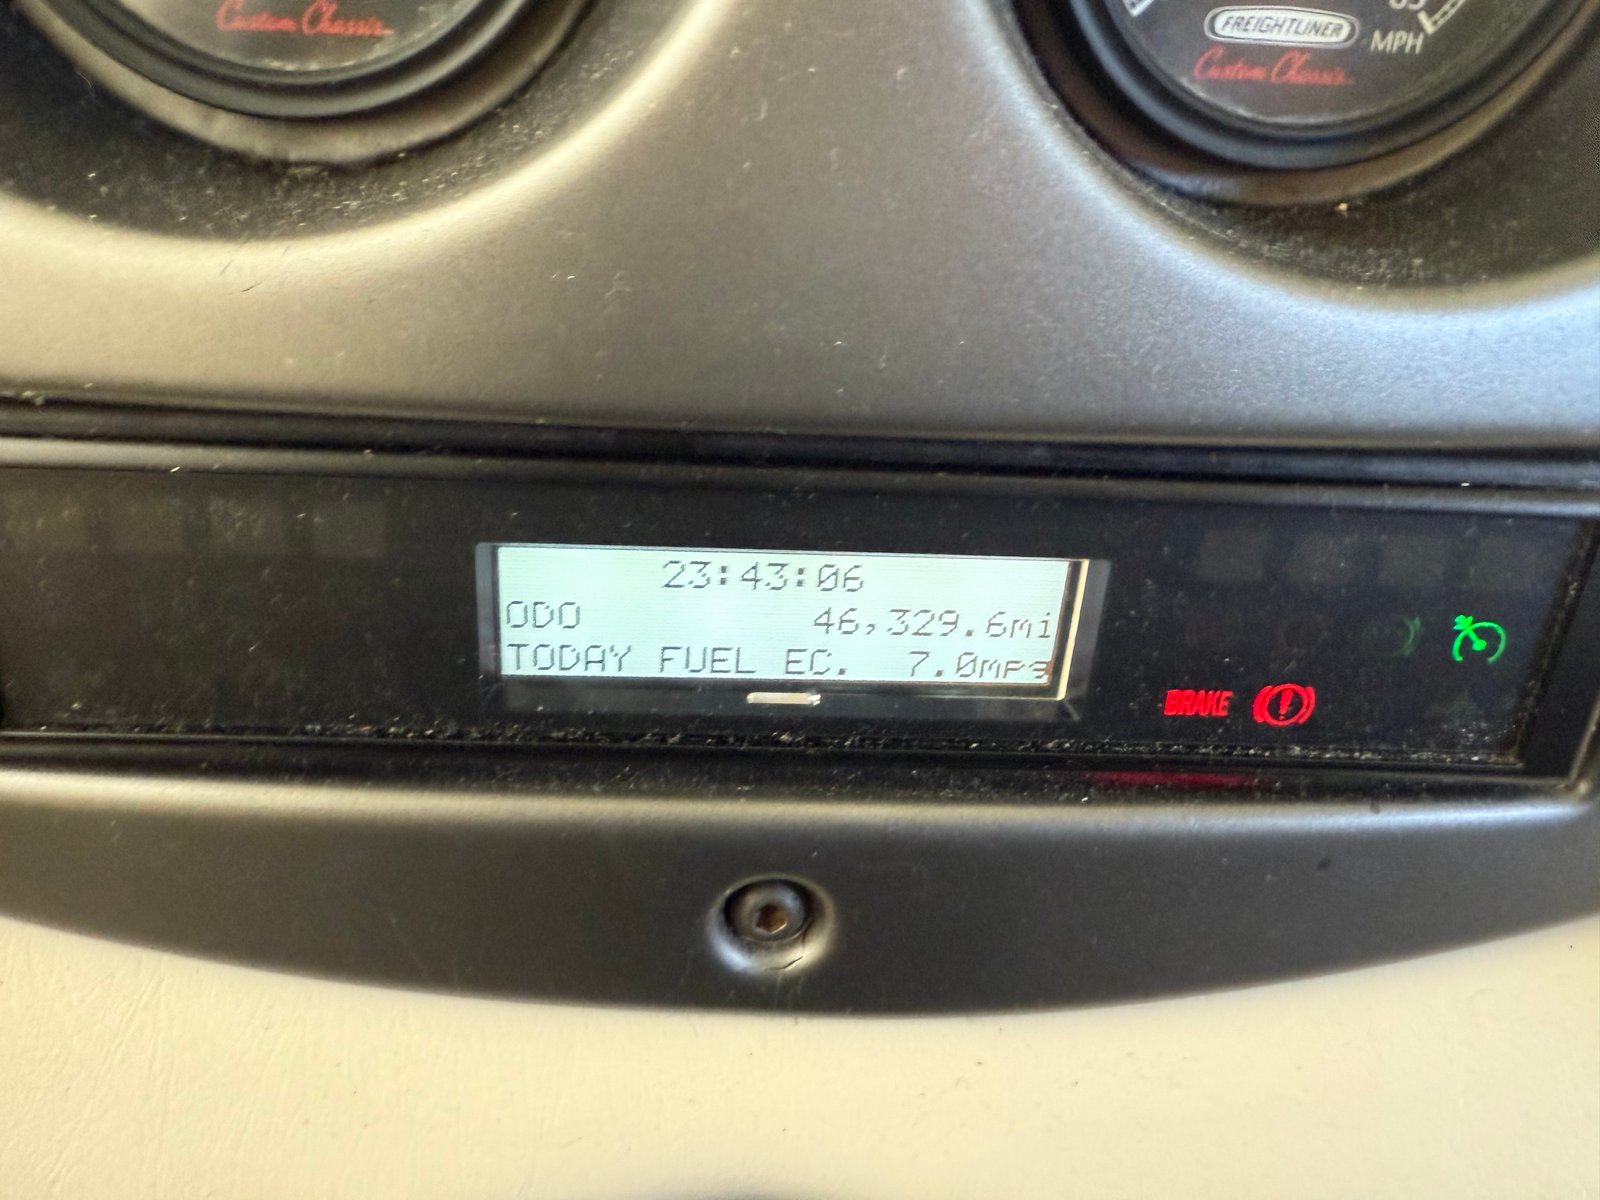 Custom Chassis
FREIGHTLINER
MPH
Custom Chassis
23:43:06
ODO 46,329.6mi
TODAY FUEL EC. 7.0mpg
BRAKE